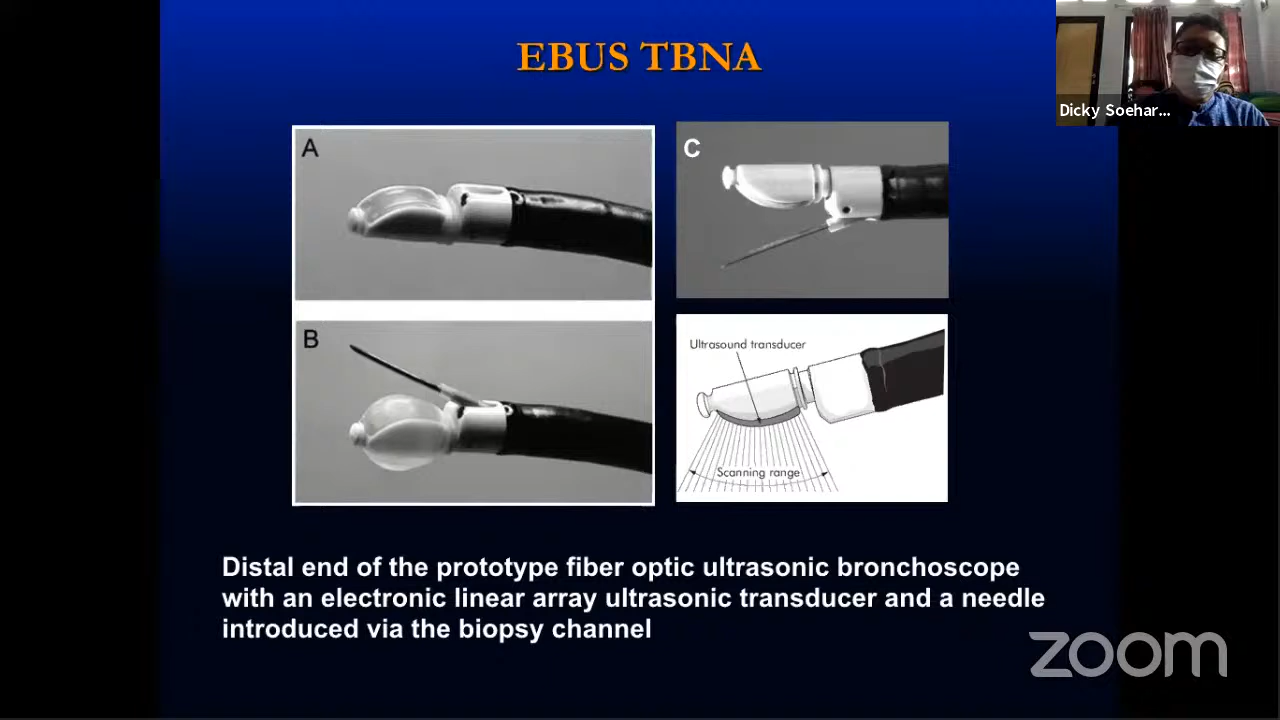 EBUS TBNA
Dicky Soehar...
A
C
B
Ultrasound transducer
Scanning range
Distal end of the prototype fiber optic ultrasonic bronchoscope
with an electronic linear array ultrasonic transducer and a needle
introduced via the biopsy channel
zoom